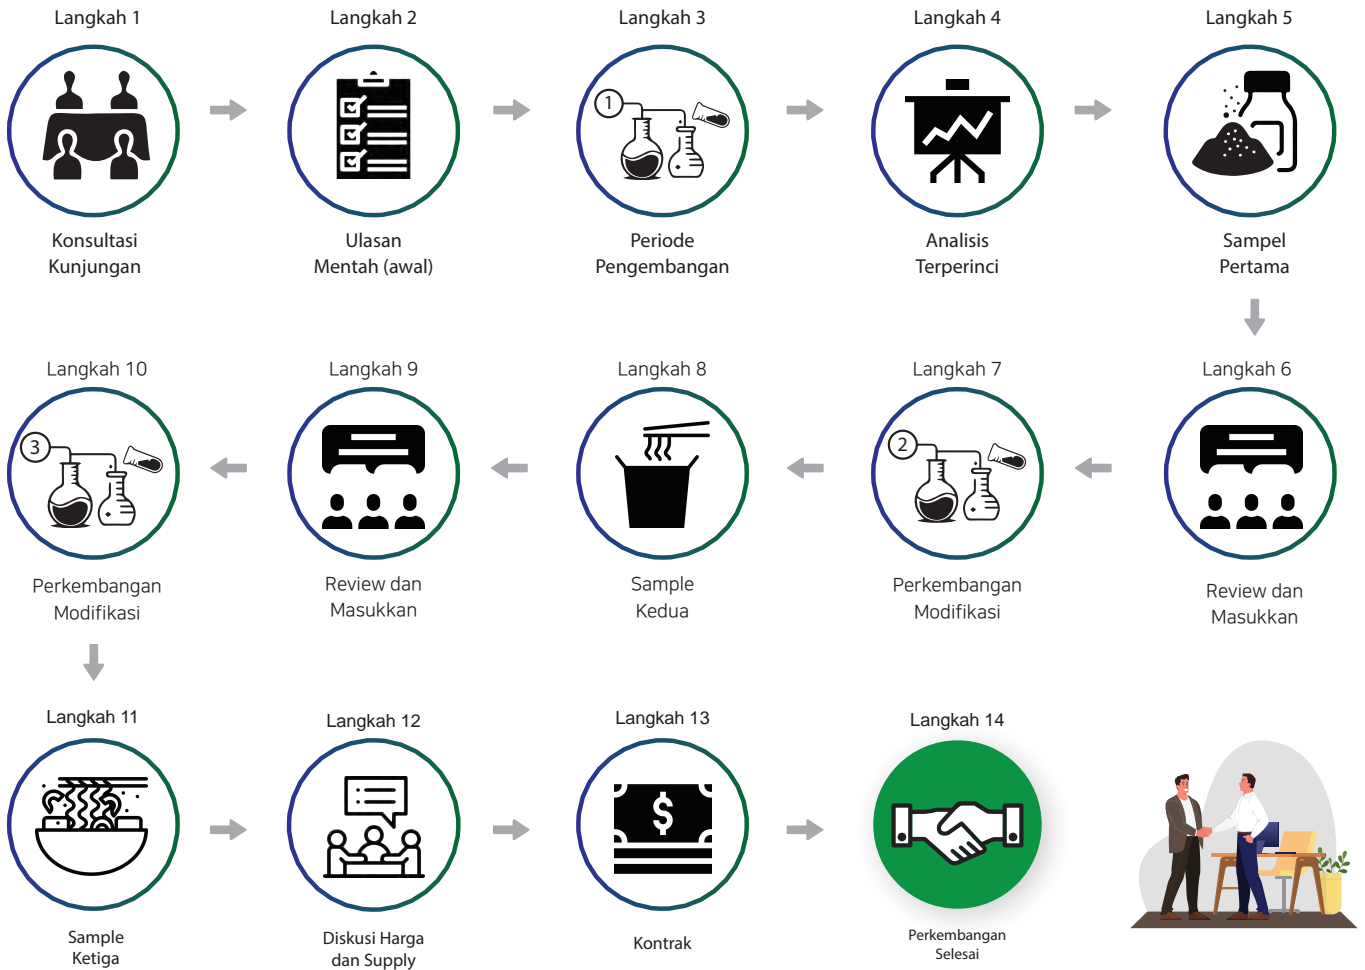 Langkah 1
Langkah 2
Langkah 3
Langkah 4
Langkah 5
1
Konsultasi
Kunjungan
Ulasan
Mentah (awal)
Periode
Pengembangan
Analisis
Terperinci
Sampel
Pertama
Langkah 10
Langkah 9
Langkah 8
Langkah 7
Langkah 6
3
2
Perkembangan
Modifikasi
Review dan
Masukkan
Sample
Kedua
Perkembangan
Modifikasi
Review dan
Masukkan
Langkah 11
Langkah 12
Langkah 13
Langkah 14
$
Sample
Ketiga
Diskusi Harga
dan Supply
Kontrak
Perkembangan
Selesai